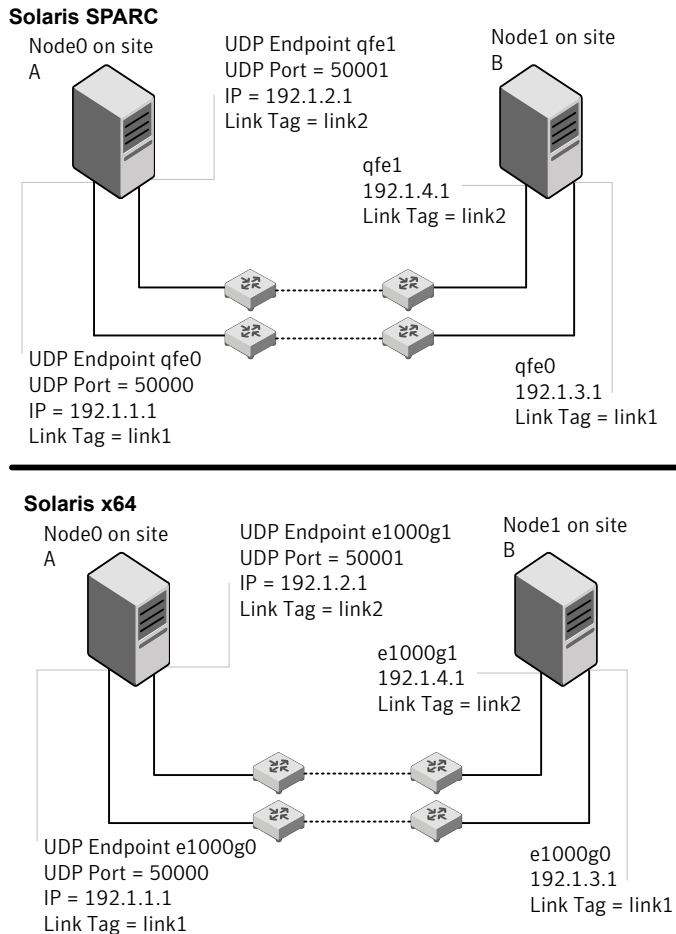 Solaris SPARC
Node0 on site
A
UDP Endpoint qfe1
UDP Port = 50001
IP = 192.1.2.1
Link Tag = link2
Node1 on site
B
qfe1
192.1.4.1
Link Tag = link2
UDP Endpoint qfe0
UDP Port = 50000
IP = 192.1.1.1
Link Tag = link1
qfe0
192.1.3.1
Link Tag = link1
Solaris x64
Node0 on site
A
UDP Endpoint e1000g1
UDP Port = 50001
IP = 192.1.2.1
Link Tag = link2
Node1 on site
B
e1000g1
192.1.4.1
Link Tag = link2
UDP Endpoint e1000g0
UDP Port = 50000
IP = 192.1.1.1
Link Tag = link1
e1000g0
192.1.3.1
Link Tag = link1